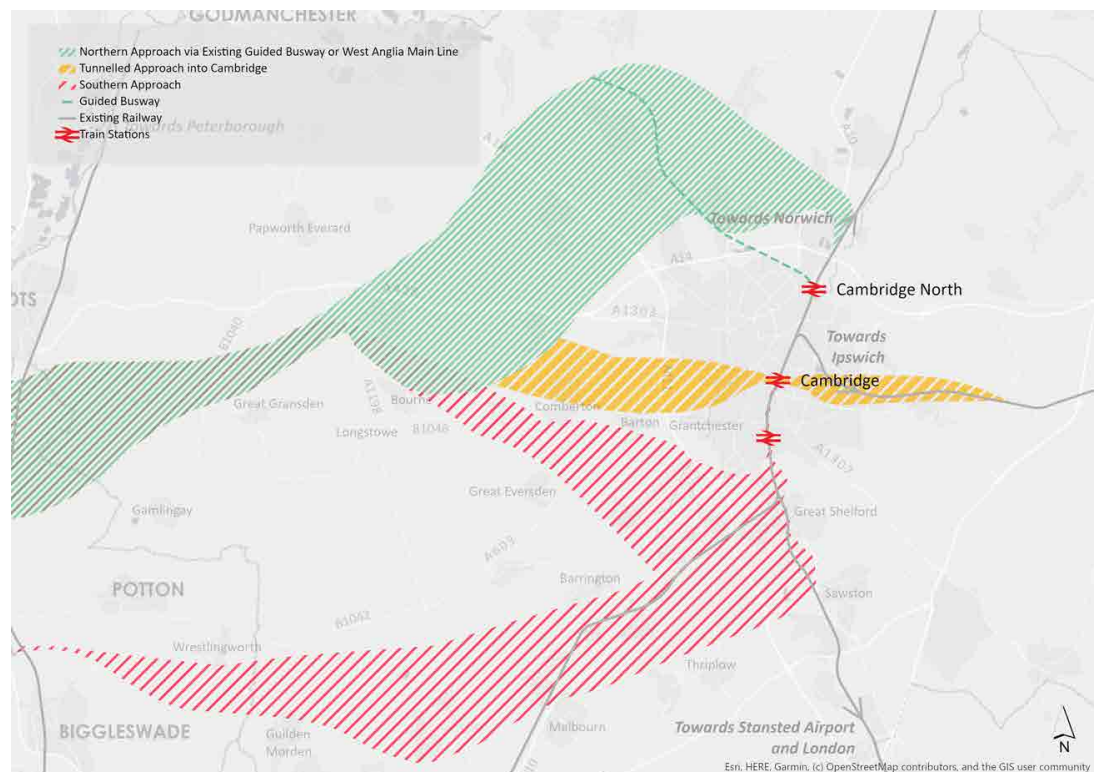 GODMANCHESTER
Northern Approach via Existing Guided Busway or West Anglia Main Line
Tunnelled Approach into Cambridge
Southern Approach
Guided Busway
Existing Railway
Train Stations
Towards Peterborough
Papworth Everard
Towards Norwich
A14
Cambridge North
OTS
A428
A1303
B1040
Towards
Ipswich
Cambridge
Great Gransden
A1198
Bourne
Comberton
Barton
Grantchester
Longstowe
B1046
A1307
Great Eversden
Gamlingay
Great Shelford
A603
Barrington
POTTON
Sawston
B1042
Wrestlingworth
Thriplow
BIGGLESWADE
Guilden
Morden
Melbourn
Towards Stansted Airport
and London
N
Esri, HERE, Garmin, (c) OpenStreetMap contributors, and the GIS user community